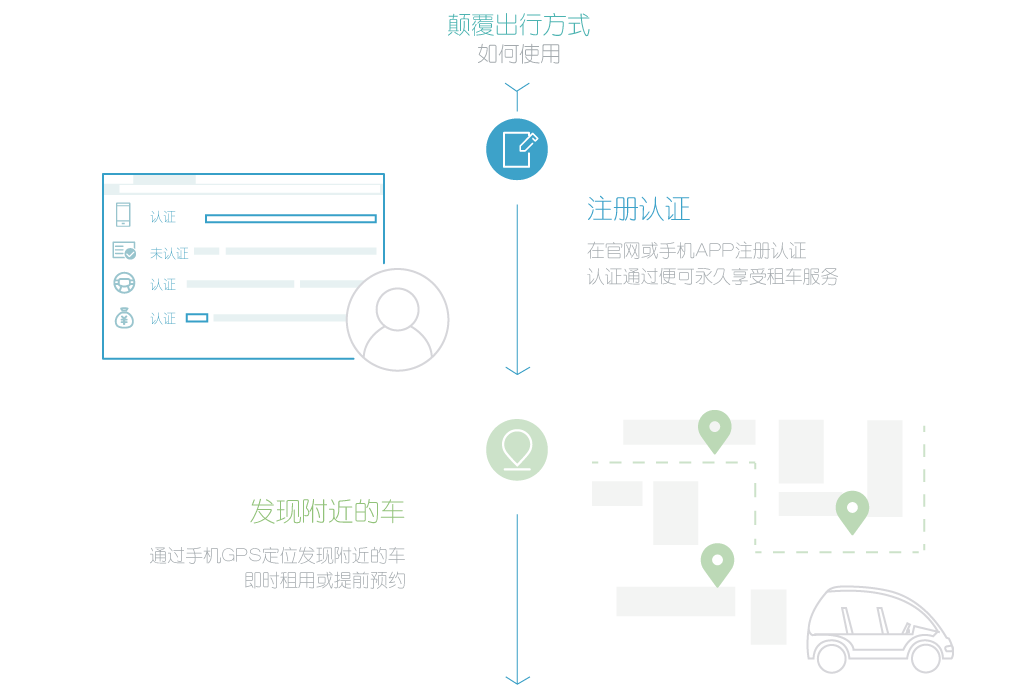 颠覆出行方式
如何使用
注册认证
在官网或手机APP注册认证
认证通过便可永久享受租车服务
认证
未认证
认证
认证
发现附近的车
通过手机GPS定位发现附近的车
即时租用或提前预约